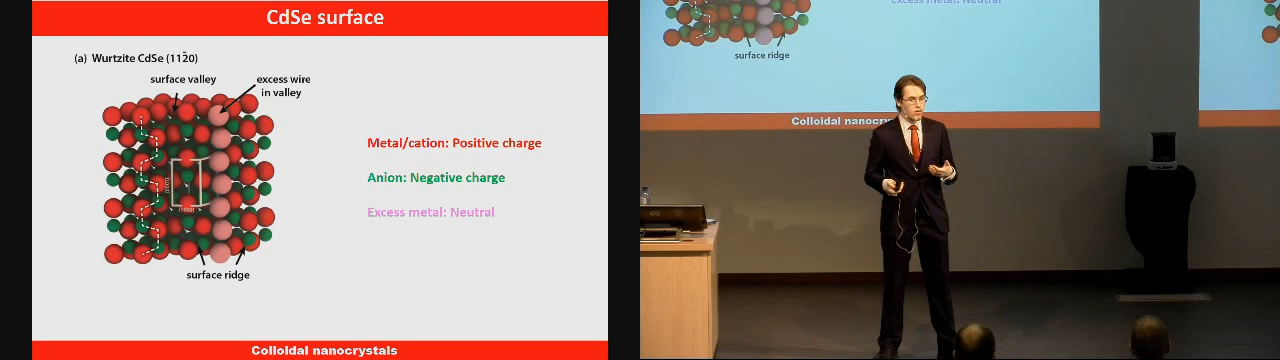 CdSe surface
(a) Wurtzite CdSe (112̄0)
surface valley
excess wire
in valley
Metal/cation: Positive charge
Anion: Negative charge
Excess metal: Neutral
surface ridge
Colloidal nanocrystals
Excess metal: Neutral
surface ridge
Colloidal nanocry